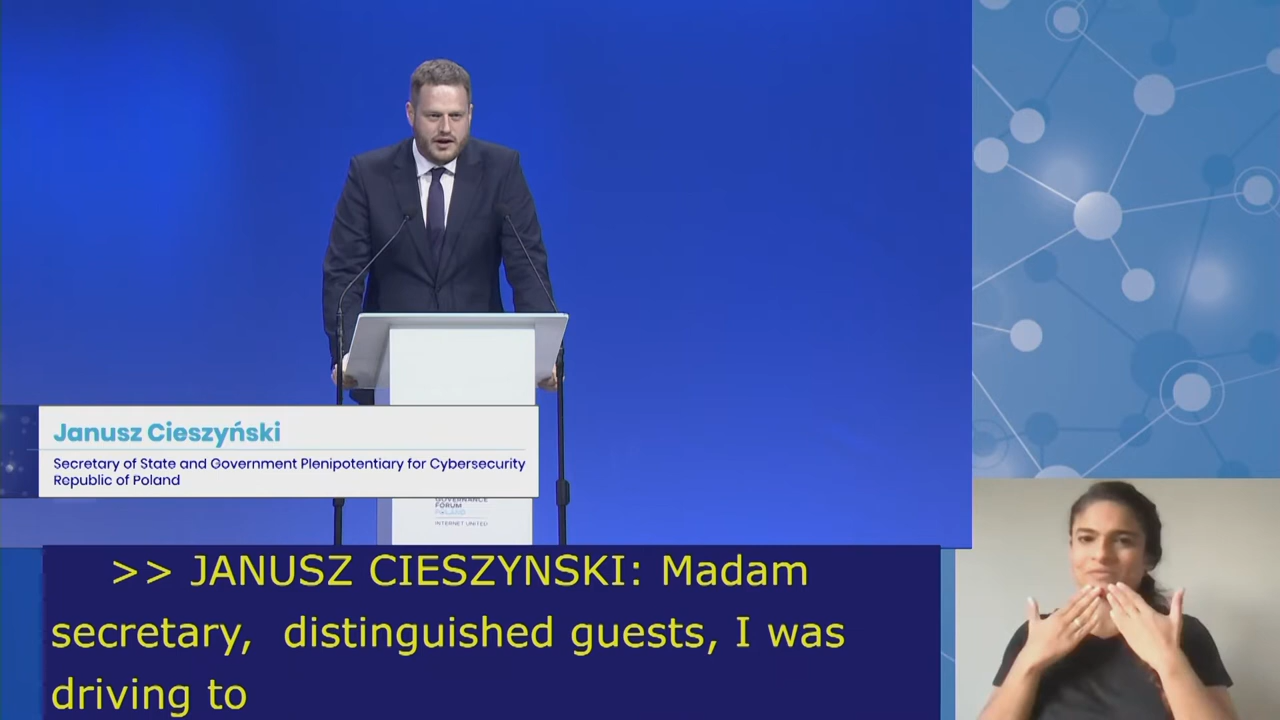 Janusz Cieszyński
Secretary of State and Government Plenipotentiary for Cybersecurity
Republic of Poland
GOVERNANCE
FORUM
POLAND
INTERNET UNITED
>> JANUSZ CIESZYNSKI: Madam
secretary, distinguished guests, I was
driving to